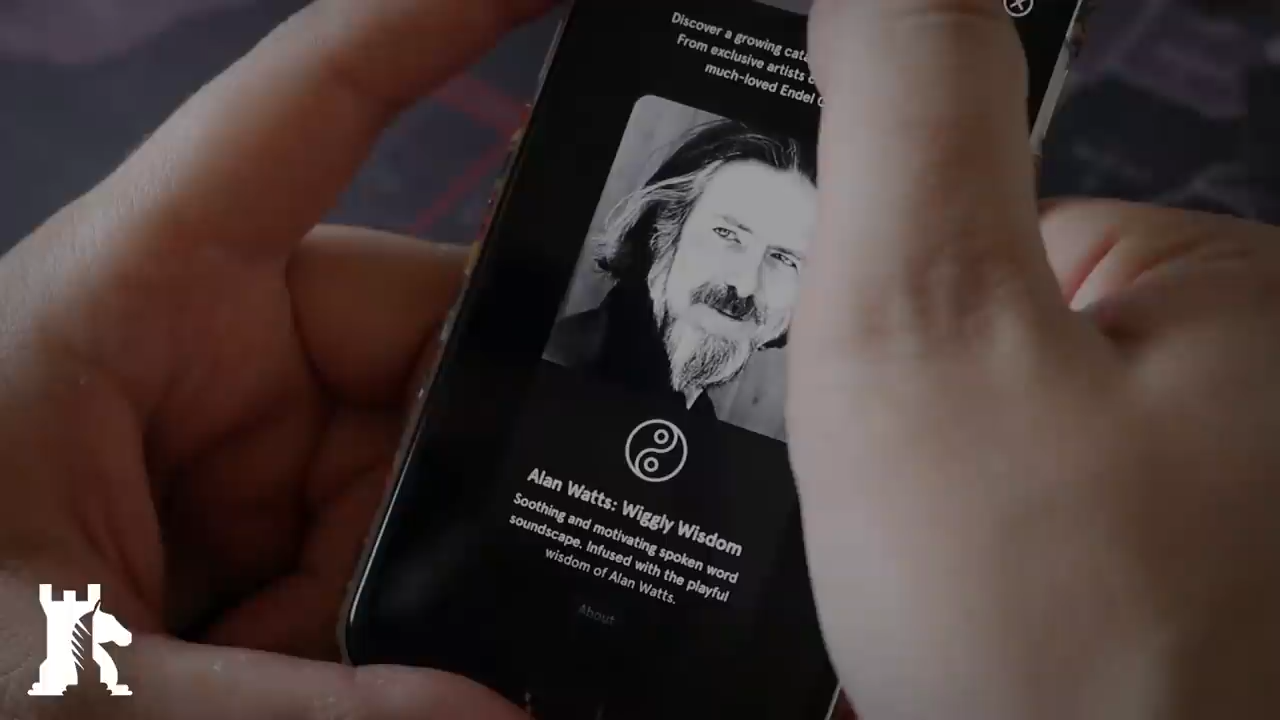 Discover a growing
From exclusive artists
much-loved Endel
Alan Watts: Wiggly Wisdom
Soothing and motivating spoken word
soundscape. Infused with the playful
wisdom of Alan Watts.
About